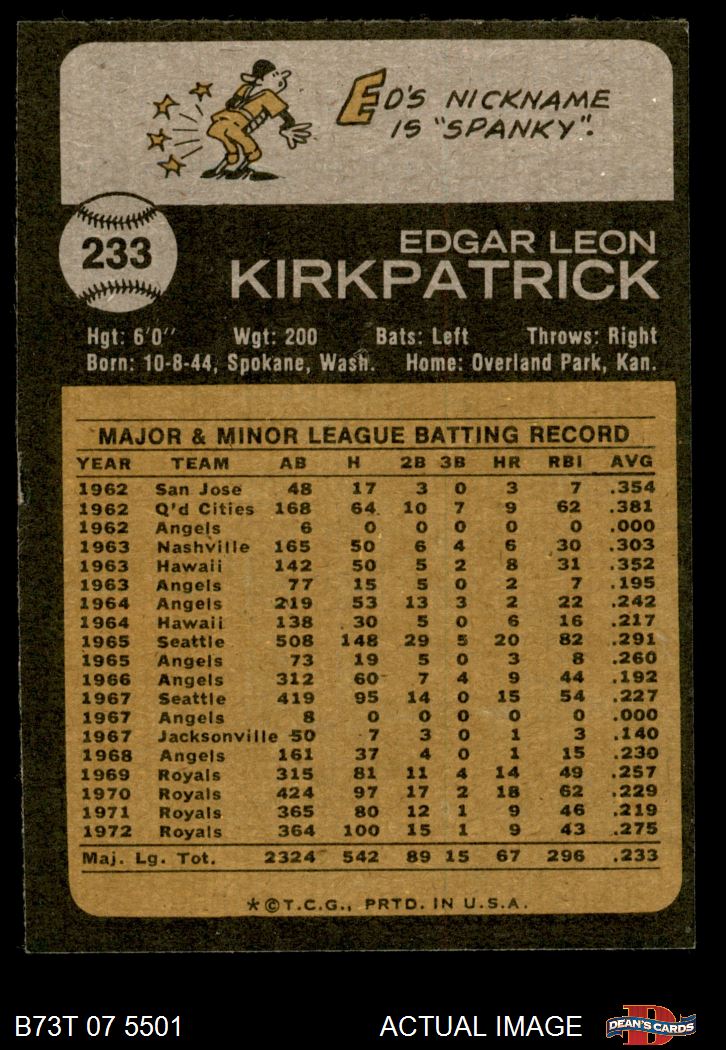 ED'S NICKNAME
IS "SPANKY".
233
EDGAR LEON
KIRKPATRICK
Hgt: 6'0" Wgt: 200 Bats: Left Throws: Right
Born: 10-8-44, Spokane, Wash. Home: Overland Park, Kan.
MAJOR & MINOR LEAGUE BATTING RECORD
YEAR TEAM AB H 2B 3B HR RBI AVG
1962 San Jose 48 17 3 0 3 7 .354
1962 Q'd Cities 168 64 10 7 9 62 .381
1962 Angels 6 0 0 0 0 0 .000
1963 Nashville 165 50 6 4 6 30 .303
1963 Hawaii 142 50 5 2 8 31 .352
1963 Angels 77 15 5 0 2 7 .195
1964 Angels 219 53 13 3 2 22 .242
1964 Hawaii 138 30 5 0 6 16 .217
1965 Seattle 508 148 29 5 20 82 .291
1965 Angels 73 19 5 0 3 8 .260
1966 Angels 312 60 7 4 9 44 .192
1967 Seattle 419 95 14 0 15 54 .227
1967 Angels 8 0 0 0 0 0 .000
1967 Jacksonville 50 7 3 0 1 3 .140
1968 Angels 161 37 4 0 1 15 .230
1969 Royals 315 81 11 4 14 49 .257
1970 Royals 424 97 17 2 18 62 .229
1971 Royals 365 80 12 1 9 46 .219
1972 Royals 364 100 15 1 9 43 .275
Maj. Lg. Tot. 2324 542 89 15 67 296 .233
*©T.C.G., PRTD. IN U.S.A.
B73T 07 5501 ACTUAL IMAGE D DEAN'S CARDS